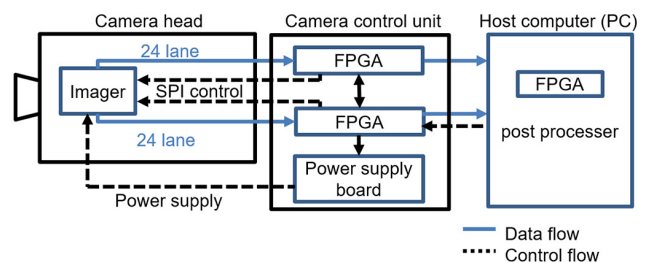 Camera head
Camera control unit
Host computer (PC)
24 lane
FPGA
FPGA
Imager
SPI control
FPGA
24 lane
post processer
Power supply
board
Power supply
Data flow
Control flow